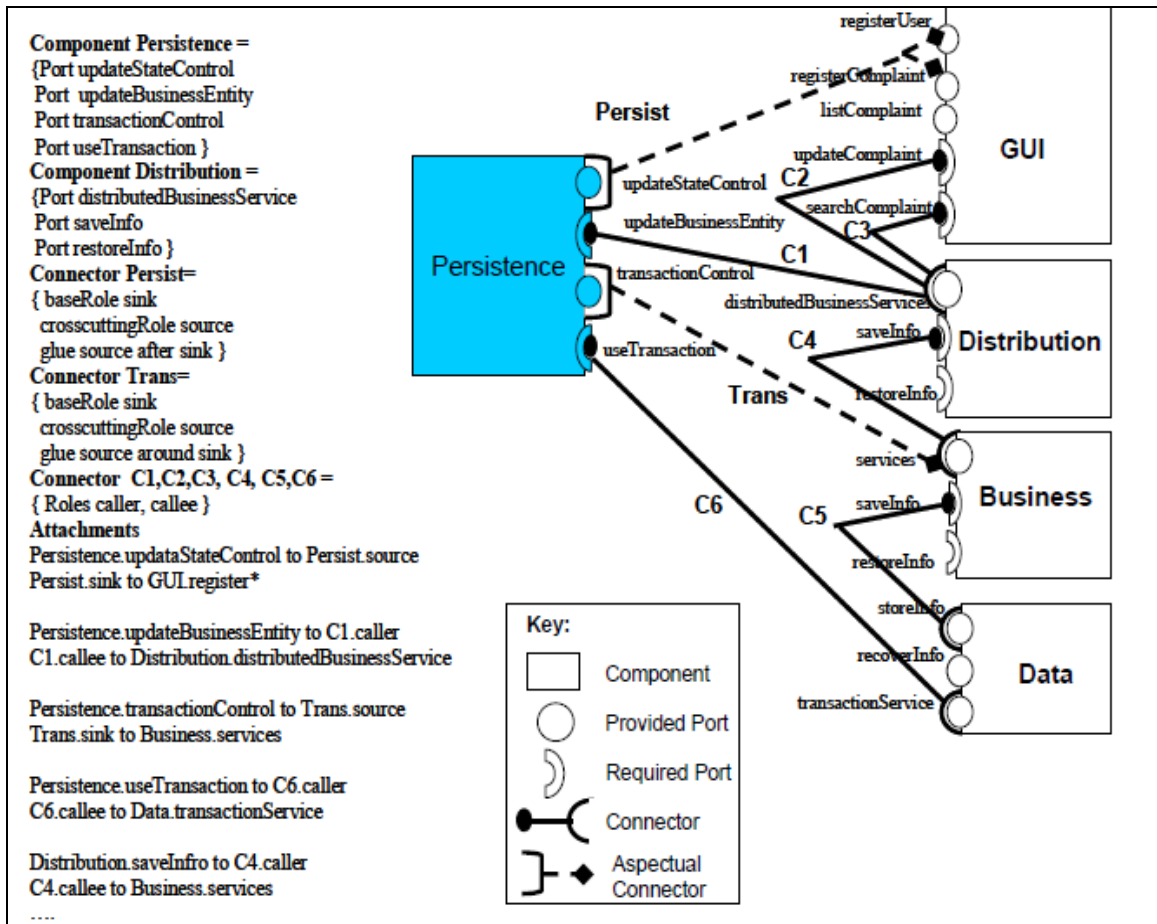 Component Persistence =
{Port updateStateControl
Port updateBusinessEntity
Port transactionControl
Port useTransaction }
Component Distribution =
{Port distributedBusinessService
Port saveInfo
Port restoreInfo }
Connector Persist=
{ baseRole sink
crosscuttingRole source
glue source after sink }
Connector Trans=
{ baseRole sink
crosscuttingRole source
glue source around sink }
Connector C1,C2,C3, C4, C5,C6 =
{ Roles caller, callee }
Attachments
Persistence.updataStateControl to Persist.source
Persist.sink to GUI.register*
Persistence.updateBusinessEntity to C1.caller
C1.callee to Distribution.distributedBusinessService
Persistence.transactionControl to Trans.source
Trans.sink to Business.services
Persistence.useTransaction to C6.caller
C6.callee to Data.transactionService
Distribution.saveInfro to C4.caller
C4.callee to Business.services
....
Persistence
updateStateControl
updateBusinessEntity
transactionControl
useTransaction
Persist
Trans
C1
C2
C3
C4
C5
C6
registerUser
registerComplaint
listComplaint
updateComplaint
searchComplaint
GUI
distributedBusinessServices
saveInfo
restoreInfo
Distribution
services
saveInfo
restoreInfo
Business
storeInfo
recoverInfo
transactionService
Data
Key:
Component
Provided Port
Required Port
Connector
Aspectual
Connector